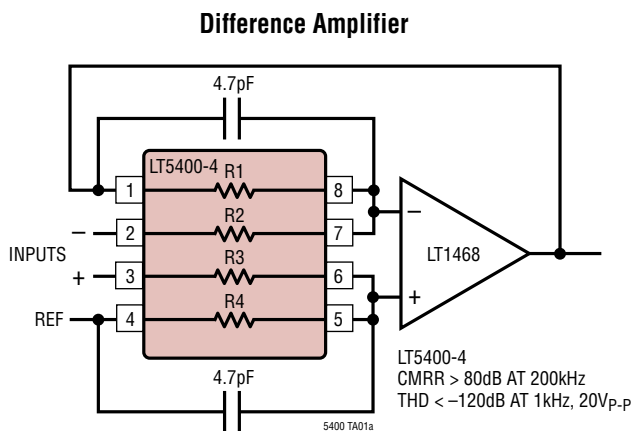 Difference Amplifier
4.7pF
LT5400-4
R1
1
8
R2
− 2
7
INPUTS
LT1468
−
R3
+ 3
6
+
R4
REF 4
5
LT5400-4
CMRR > 80dB AT 200kHz
THD < –120dB AT 1kHz, 20VP-P
4.7pF
5400 TA01a